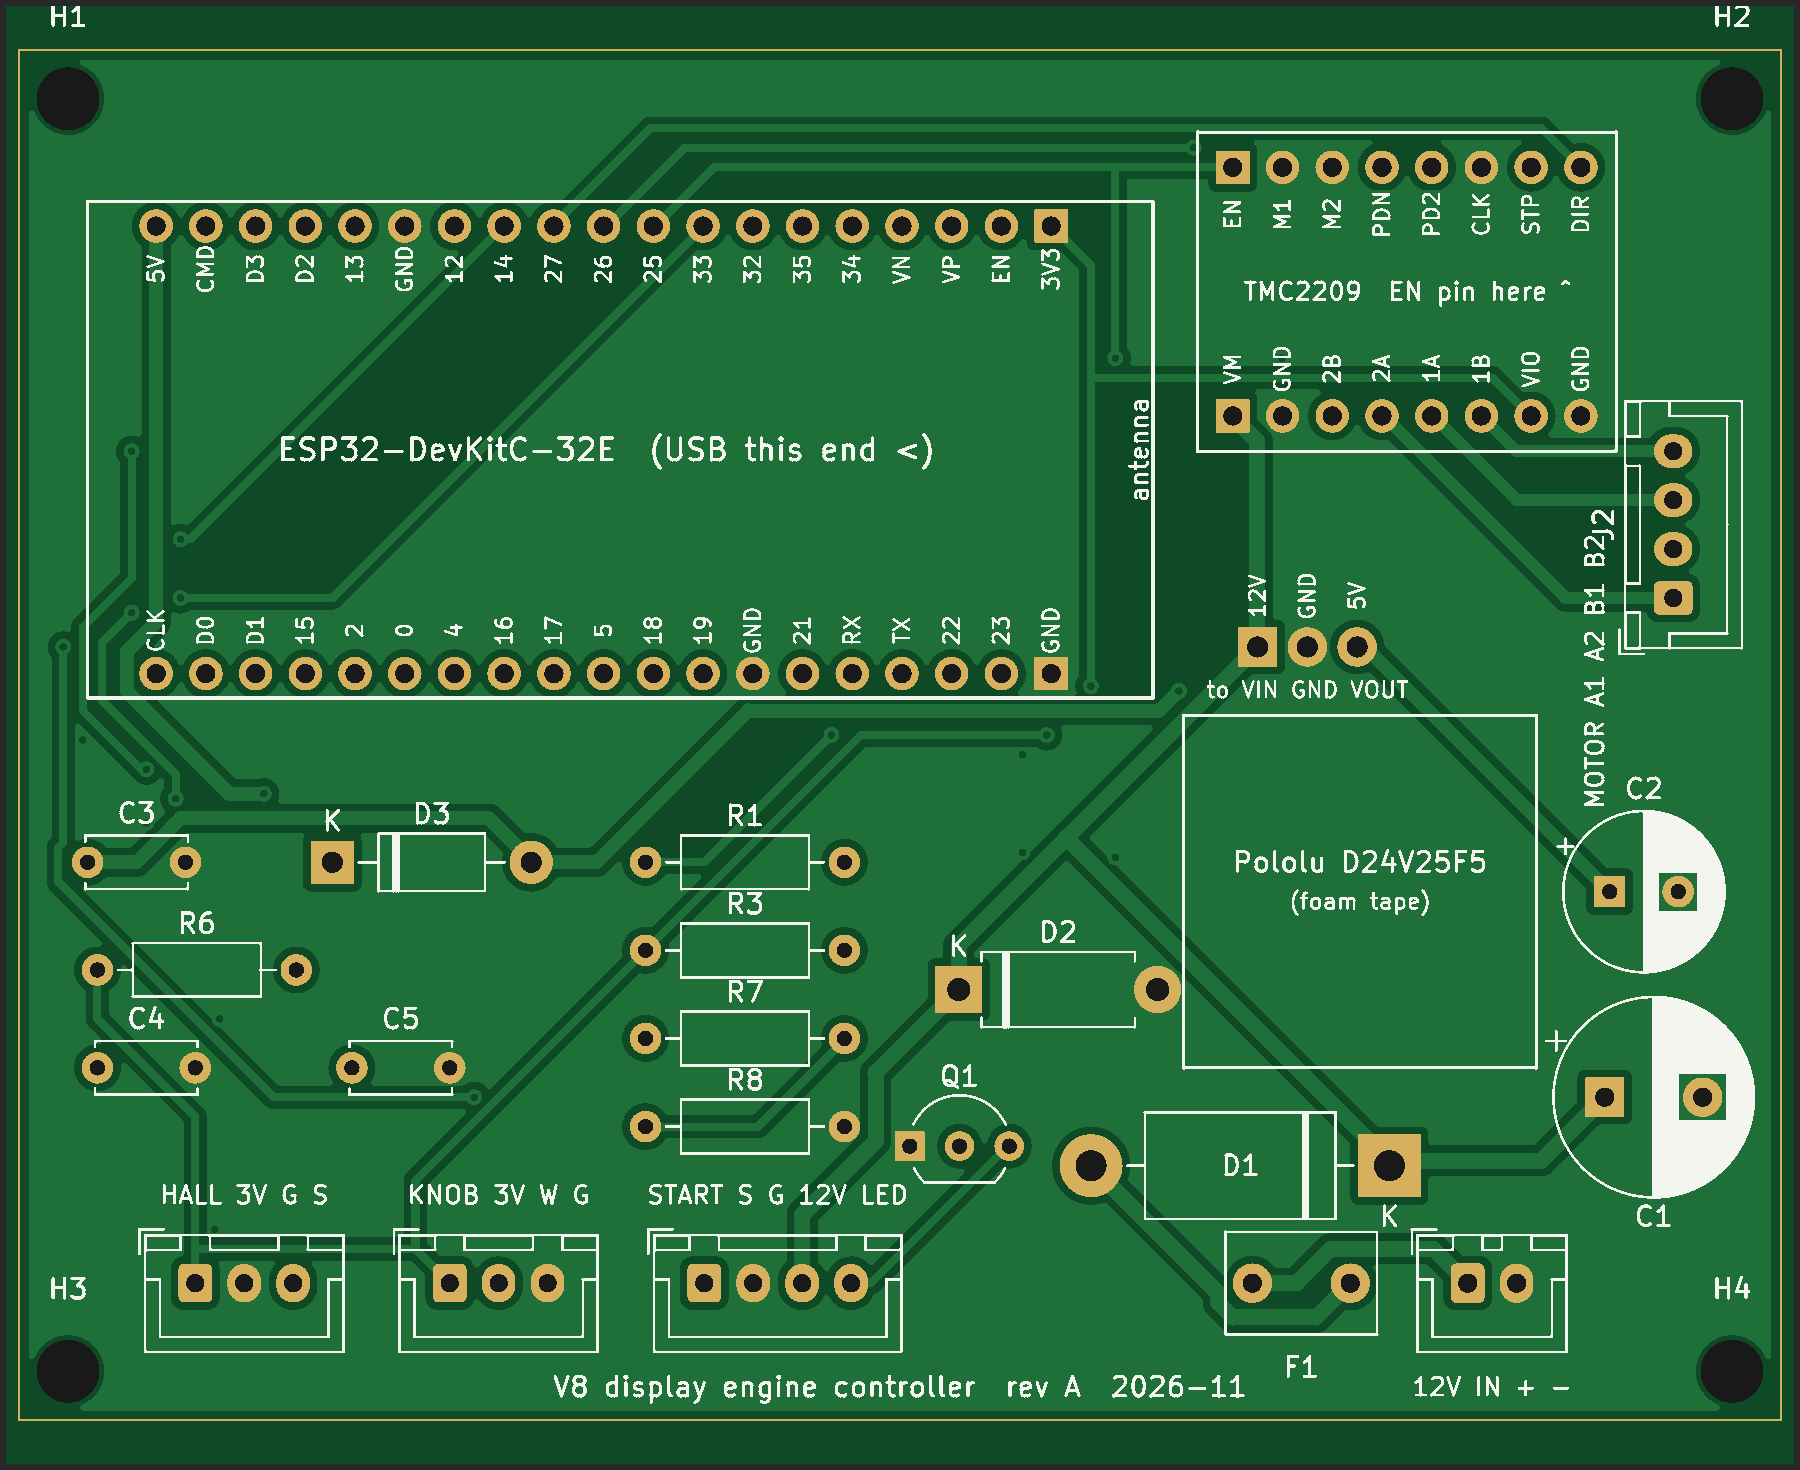 H1
H2
5V CMD D3 D2 13 GND 12 14 27 26 25 33 32 35 34 VN VP EN 3V3
EN M1 M2 PDN PD2 CLK STP DIR
TMC2209 EN pin here ^
VM GND 2B 2A 1A 1B VIO GND
ESP32-DevKitC-32E (USB this end <)
antenna
J2
MOTOR A1 A2 B1 B2
CLK D0 D1 15 2 0 4 16 17 5 18 19 GND 21 RX TX 22 23 GND
12V GND 5V
to VIN GND VOUT
C3
K
D3
R1
C2
+
Pololu D24V25F5
(foam tape)
R3
R6
K
D2
R7
C4
C5
+
R8
Q1
D1
K
C1
HALL 3V G S
KNOB 3V W G
START S G 12V LED
H3
H4
F1
V8 display engine controller rev A 2026-11
12V IN + -